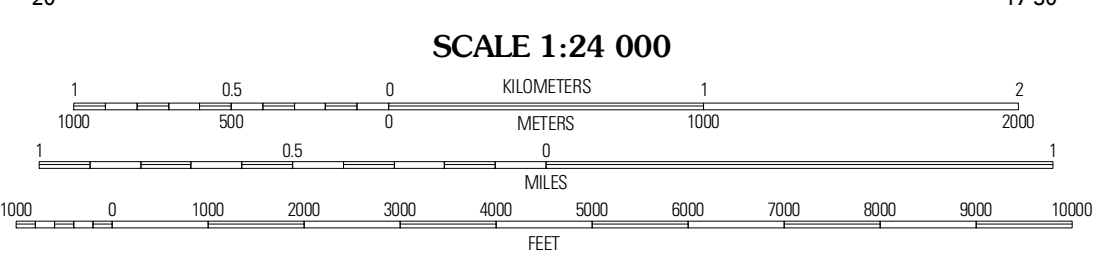 SCALE 1:24 000
1 0.5 0 KILOMETERS 1 2
1000 500 0 METERS 1000 2000
1 0.5 0 1
MILES
1000 0 1000 2000 3000 4000 5000 6000 7000 8000 9000 10000
FEET